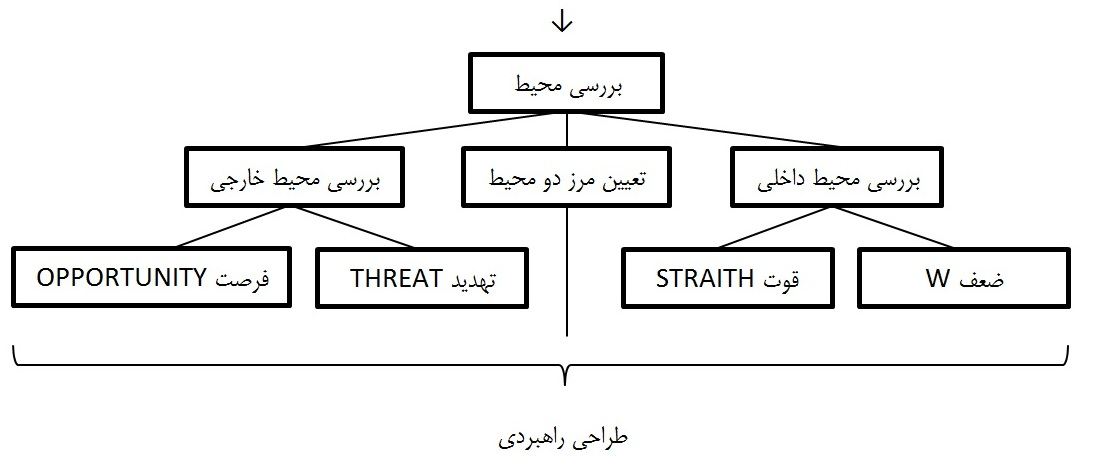 بررسی محیط
بررسی محیط داخلی
تعیین مرز دو محیط
بررسی محیط خارجی
ضعف W
قوت STRAITH
تهدید THREAT
فرصت OPPORTUNITY
طراحی راهبردی